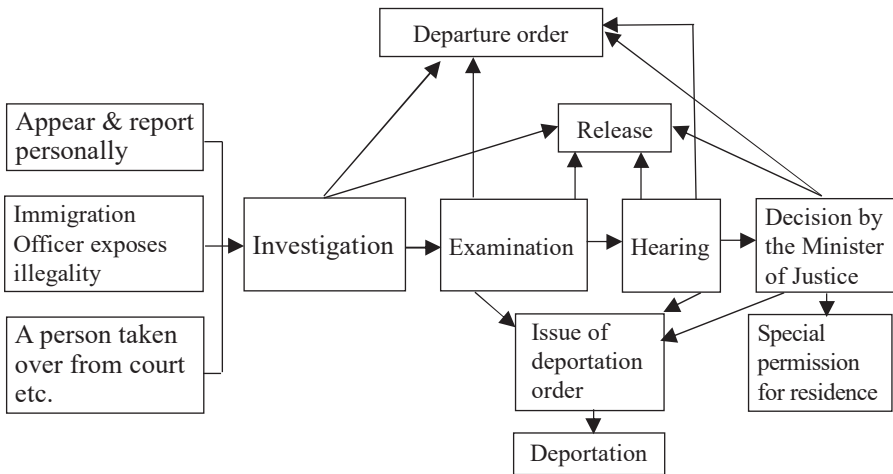 Departure order
Release
Appear & report
personally
Immigration
Officer exposes
illegality
A person taken
over from court
etc.
Investigation
Examination
Hearing
Decision by
the Minister
of Justice
Issue of
deportation
order
Special
permission
for residence
Deportation